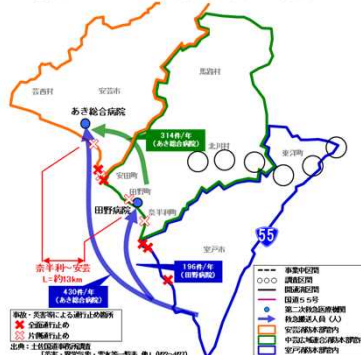 馬路村
芸西村
安芸市
あき総合病院
314件/年
(あき総合病院)
北川村
東洋町
安田町
田野町
田野病院
奈半利町
室戸市
奈半利~安芸
L=約13km
55
430件/年
(あき総合病院)
196件/年
(田野病院)
事故・災害等による通行止め箇所
全面通行止め
片側通行止め
出典:土佐国道事務所調査
事業中区間
調査区間
関連道区間
国道55号
第二次救急医療機関
救急搬送人員(人)
安芸消防本部管内
中芸広域連合消防本部管内
室戸消防本部管内